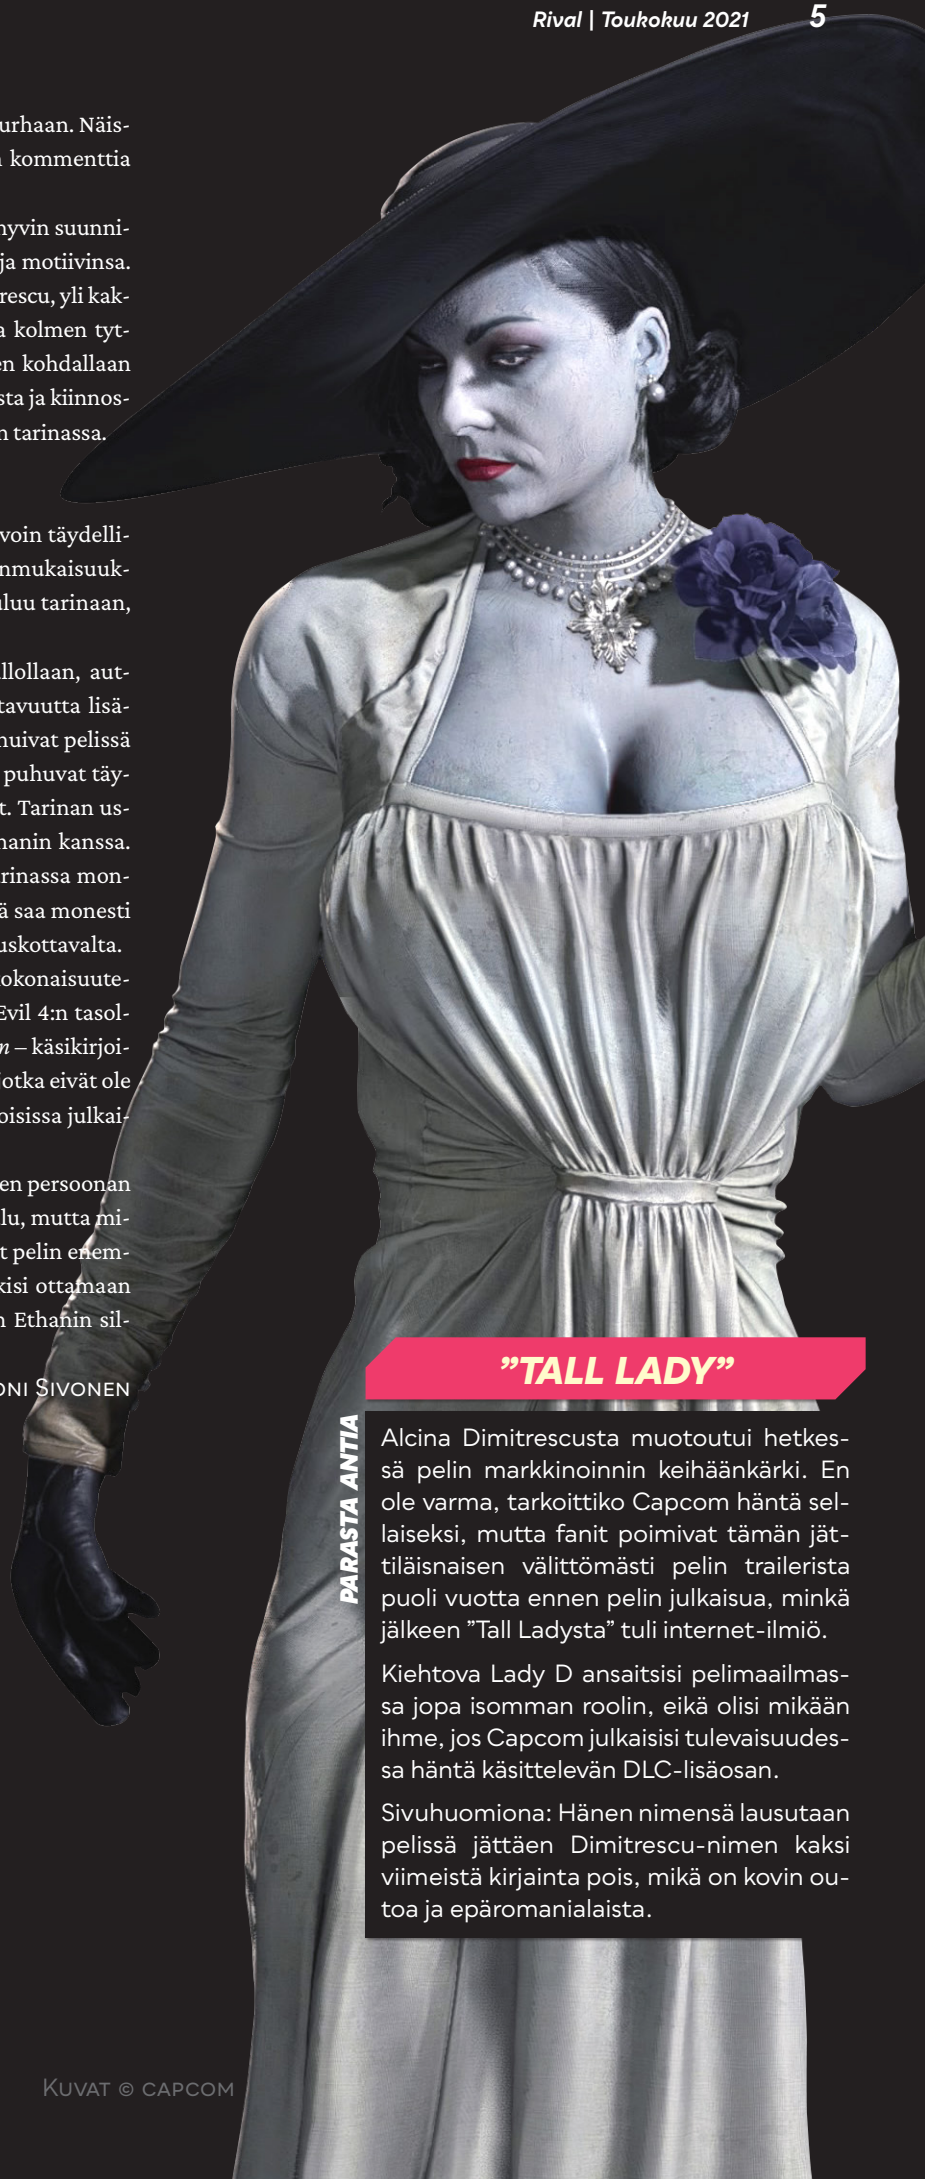 Rival | Toukokuu 2021 5
urhaan. Näis-
kommenttia
hyvin suunni-
ja motiivinsa.
rescu, yli kak-
kolmen tyt-
en kohdallaan
sta ja kiinnos-
n tarinassa.
voin täydelli-
nmukaisuuk-
luu tarinaan,
llollaan, aut-
tavuutta lisä-
huivat pelissä
puhuvat täy-
t. Tarinan us-
hanin kanssa.
rinassa mon-
ä saa monesti
uskottavalta.
okonaisuute-
Evil 4:n tasol-
n – käsikirjoi-
jotka eivät ole
oisissa julkai-
en persoonan
lu, mutta mi-
t pelin enem-
kisi ottamaan
n Ethanin sil-
ONI SIVONEN
"TALL LADY"
PARASTA ANTIA
Alcina Dimitrescusta muotoutui hetkes-
sä pelin markkinoinnin keihäänkärki. En
ole varma, tarkoittiko Capcom häntä sel-
laiseksi, mutta fanit poimivat tämän jät-
tiläisnaisen välittömästi pelin trailerista
puoli vuotta ennen pelin julkaisua, minkä
jälkeen "Tall Ladysta" tuli internet-ilmiö.
Kiehtova Lady D ansaitsisi pelimaailmas-
sa jopa isomman roolin, eikä olisi mikään
ihme, jos Capcom julkaisisi tulevaisuudes-
sa häntä käsittelevän DLC-lisäosan.
Sivuhuomiona: Hänen nimensä lausutaan
pelissä jättäen Dimitrescu-nimen kaksi
viimeistä kirjainta pois, mikä on kovin ou-
toa ja epäromanialaista.
KUVAT © CAPCOM